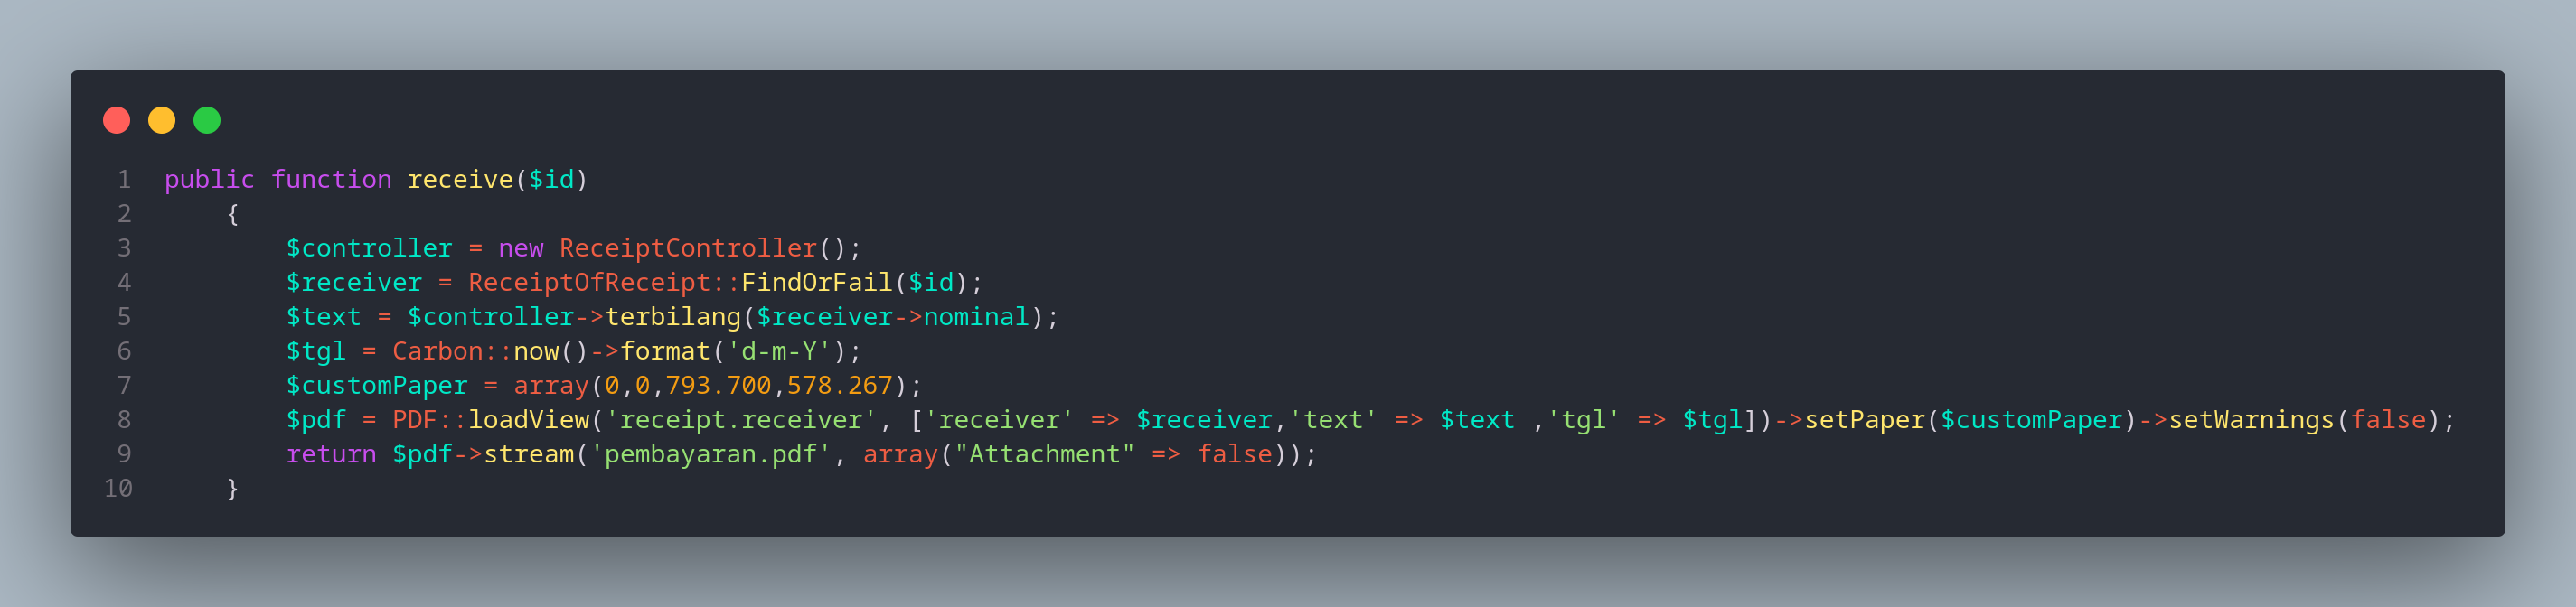 1 public function receive($id)
2     {
3         $controller = new ReceiptController();
4         $receiver = ReceiptOfReceipt::FindOrFail($id);
5         $text = $controller->terbilang($receiver->nominal);
6         $tgl = Carbon::now()->format('d-m-Y');
7         $customPaper = array(0,0,793.700,578.267);
8         $pdf = PDF::loadView('receipt.receiver', ['receiver' => $receiver,'text' => $text ,'tgl' => $tgl])->setPaper($customPaper)->setWarnings(false);
9         return $pdf->stream('pembayaran.pdf', array("Attachment" => false));
10     }